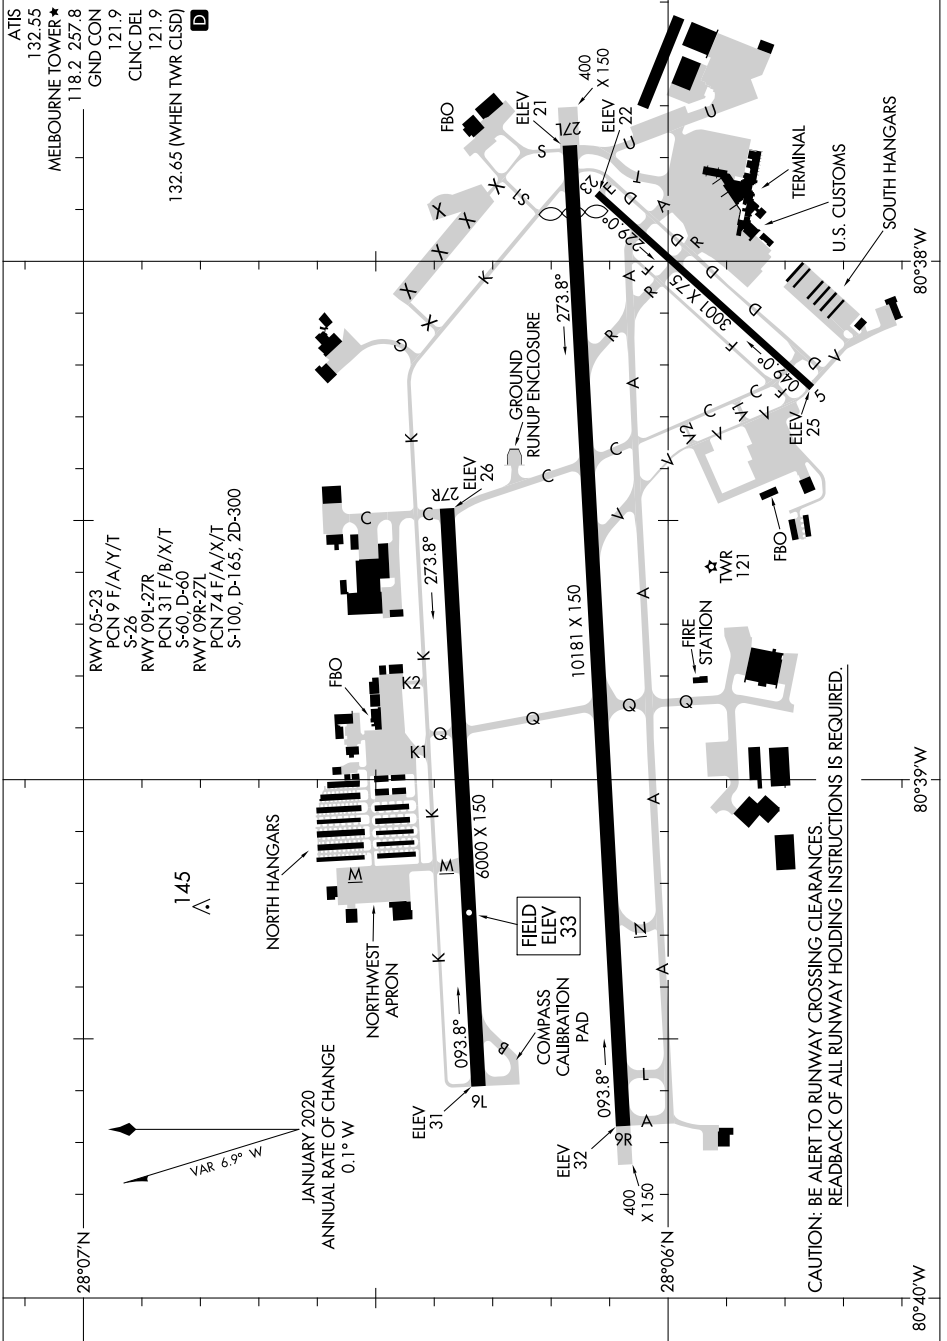 ATIS
132.55
MELBOURNE TOWER★
118.2 257.8
GND CON
121.9
CLNC DEL
121.9
132.65 (WHEN TWR CLSD)
D
RWY 05-23
PCN 9 F/A/Y/T
S-26
RWY 09L-27R
PCN 31 F/B/X/T
S-60, D-60
RWY 09R-27L
PCN 74 F/A/X/T
S-100, D-165, 2D-300
28°07'N
VAR 6.9° W
JANUARY 2020
ANNUAL RATE OF CHANGE
0.1° W
145
NORTH HANGARS
NORTHWEST
APRON
M
M
FBO
K1
K2
K
K
K
K
K
K
Q
Q
Q
Q
C
C
C
C
C
C
G
X
X
X
X
X
X
S1
S
FBO
GROUND
RUNUP ENCLOSURE
9L
ELEV
31
093.8°
6000 X 150
FIELD
ELEV
33
273.8°
27R
ELEV
26
B
COMPASS
CALIBRATION
PAD
9R
ELEV
32
400
X 150
093.8°
10181 X 150
273.8°
27L
ELEV
21
400
X 150
ELEV
22
23
229.0°
3001 X 75
049.0°
5
ELEV
25
A
L
A
N
A
A
A
A
A
V
V
V
V
V
V1
V2
R
R
R
F
F
F
D
D
D
D
D
E
T
U
U
TERMINAL
U.S. CUSTOMS
SOUTH HANGARS
FBO
TWR
121
FIRE
STATION
28°06'N
80°40'W
80°39'W
80°38'W
CAUTION: BE ALERT TO RUNWAY CROSSING CLEARANCES.
READBACK OF ALL RUNWAY HOLDING INSTRUCTIONS IS REQUIRED.